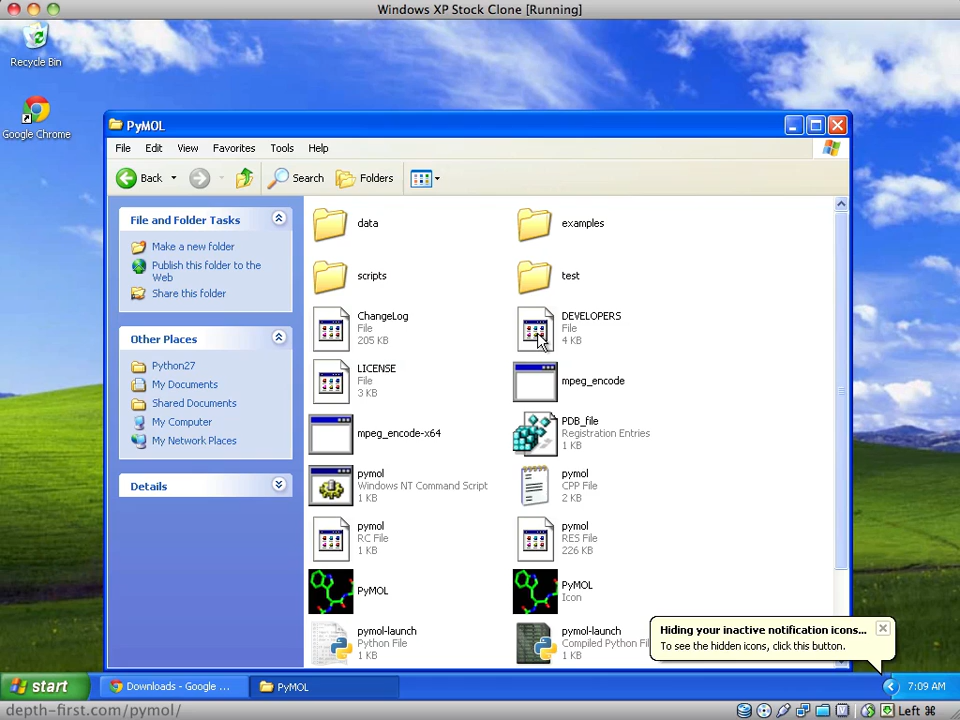 Windows XP Stock Clone [Running]
Recycle Bin
Google Chrome
PyMOL
File Edit View Favorites Tools Help
Back Search Folders
File and Folder Tasks
Make a new folder
Publish this folder to the
Web
Share this folder
Other Places
Python27
My Documents
Shared Documents
My Computer
My Network Places
Details
data
examples
scripts
test
ChangeLog
File
205 KB
DEVELOPERS
File
4 KB
LICENSE
File
3 KB
mpeg_encode
mpeg_encode-x64
PDB_file
Registration Entries
1 KB
pymol
Windows NT Command Script
1 KB
pymol
CPP File
2 KB
pymol
RC File
1 KB
pymol
RES File
226 KB
PyMOL
PyMOL
Icon
pymol-launch
Python File
1 KB
pymol-launch
Compiled Python Fil
1 KB
Hiding your inactive notification icons...
To see the hidden icons, click this button.
start
Downloads - Google ...
PyMOL
7:09 AM
depth-first.com/pymol/
Left ⌘